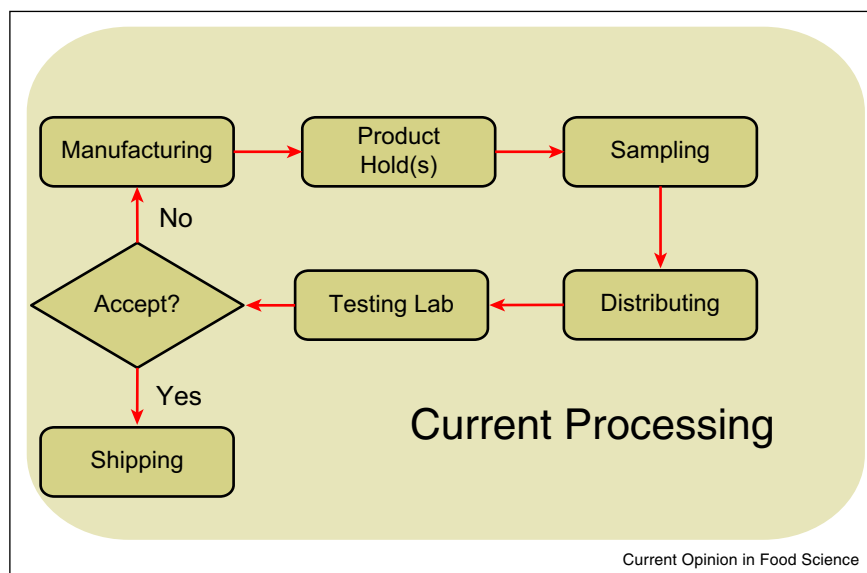 Manufacturing
Product
Hold(s)
Sampling
No
Accept?
Testing Lab
Distributing
Yes
Shipping
Current Processing
Current Opinion in Food Science